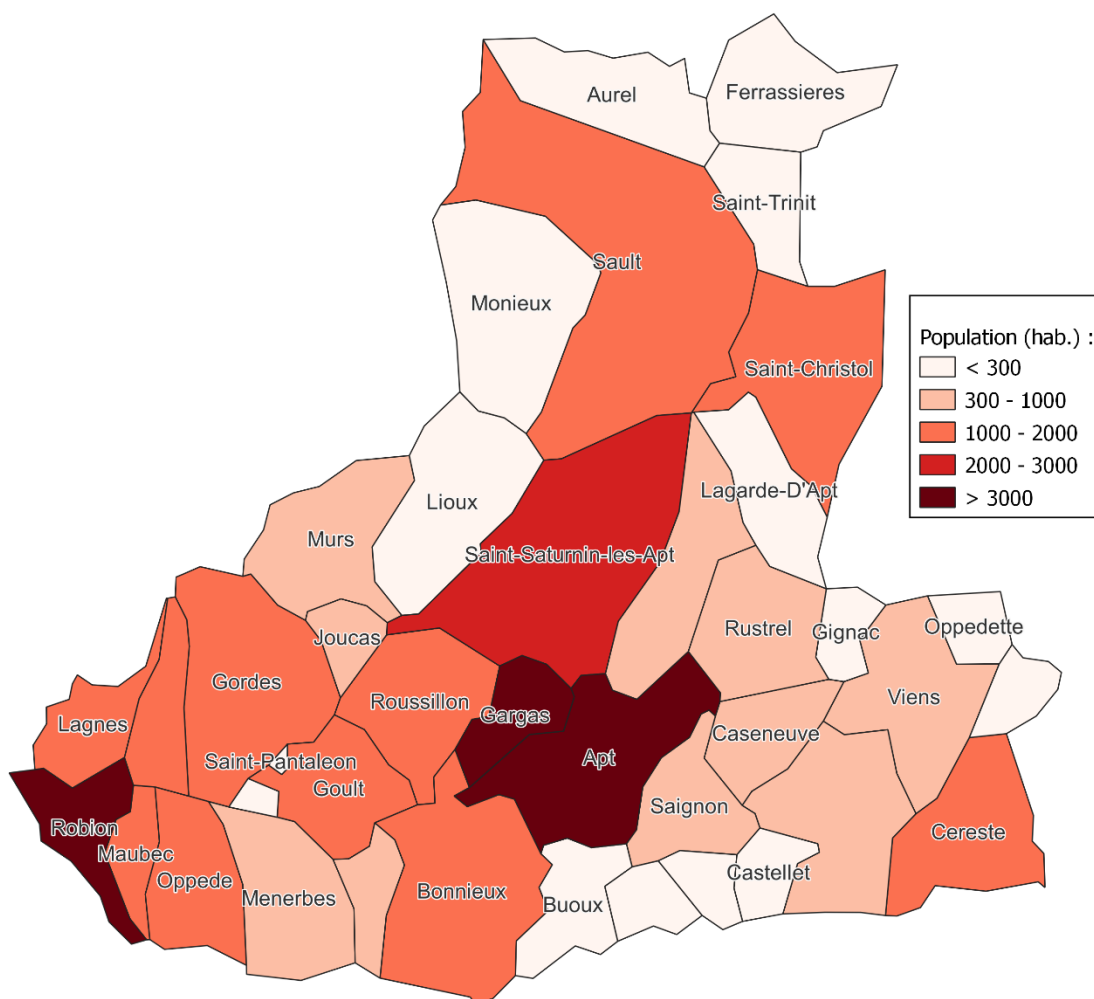 Ferrassieres
Aurel
Saint-Trinit
Sault
Monieux
Saint-Christol
Population (hab.) :
< 300
300 - 1000
1000 - 2000
2000 - 3000
> 3000
Lagarde-D'Apt
Lioux
Murs
Saint-Saturnin-les-Apt
Rustrel
Gignac
Oppedette
Joucas
Gordes
Roussillon
Viens
Lagnes
Gargas
Caseneuve
Apt
Saint-Pantaleon
Goult
Saignon
Robion
Cereste
Maubec
Oppede
Castellet
Menerbes
Bonnieux
Buoux